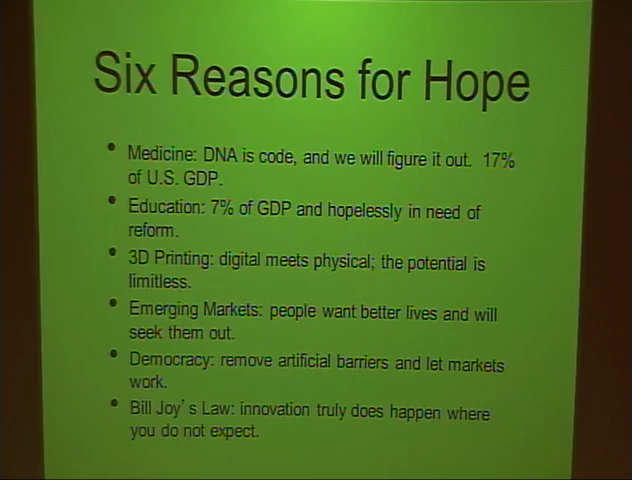 Six Reasons for Hope
• Medicine: DNA is code, and we will figure it out.  17%
of U.S. GDP.
• Education: 7% of GDP and hopelessly in need of
reform.
• 3D Printing: digital meets physical; the potential is
limitless.
• Emerging Markets: people want better lives and will
seek them out.
• Democracy: remove artificial barriers and let markets
work.
• Bill Joy's Law: innovation truly does happen where
you do not expect.